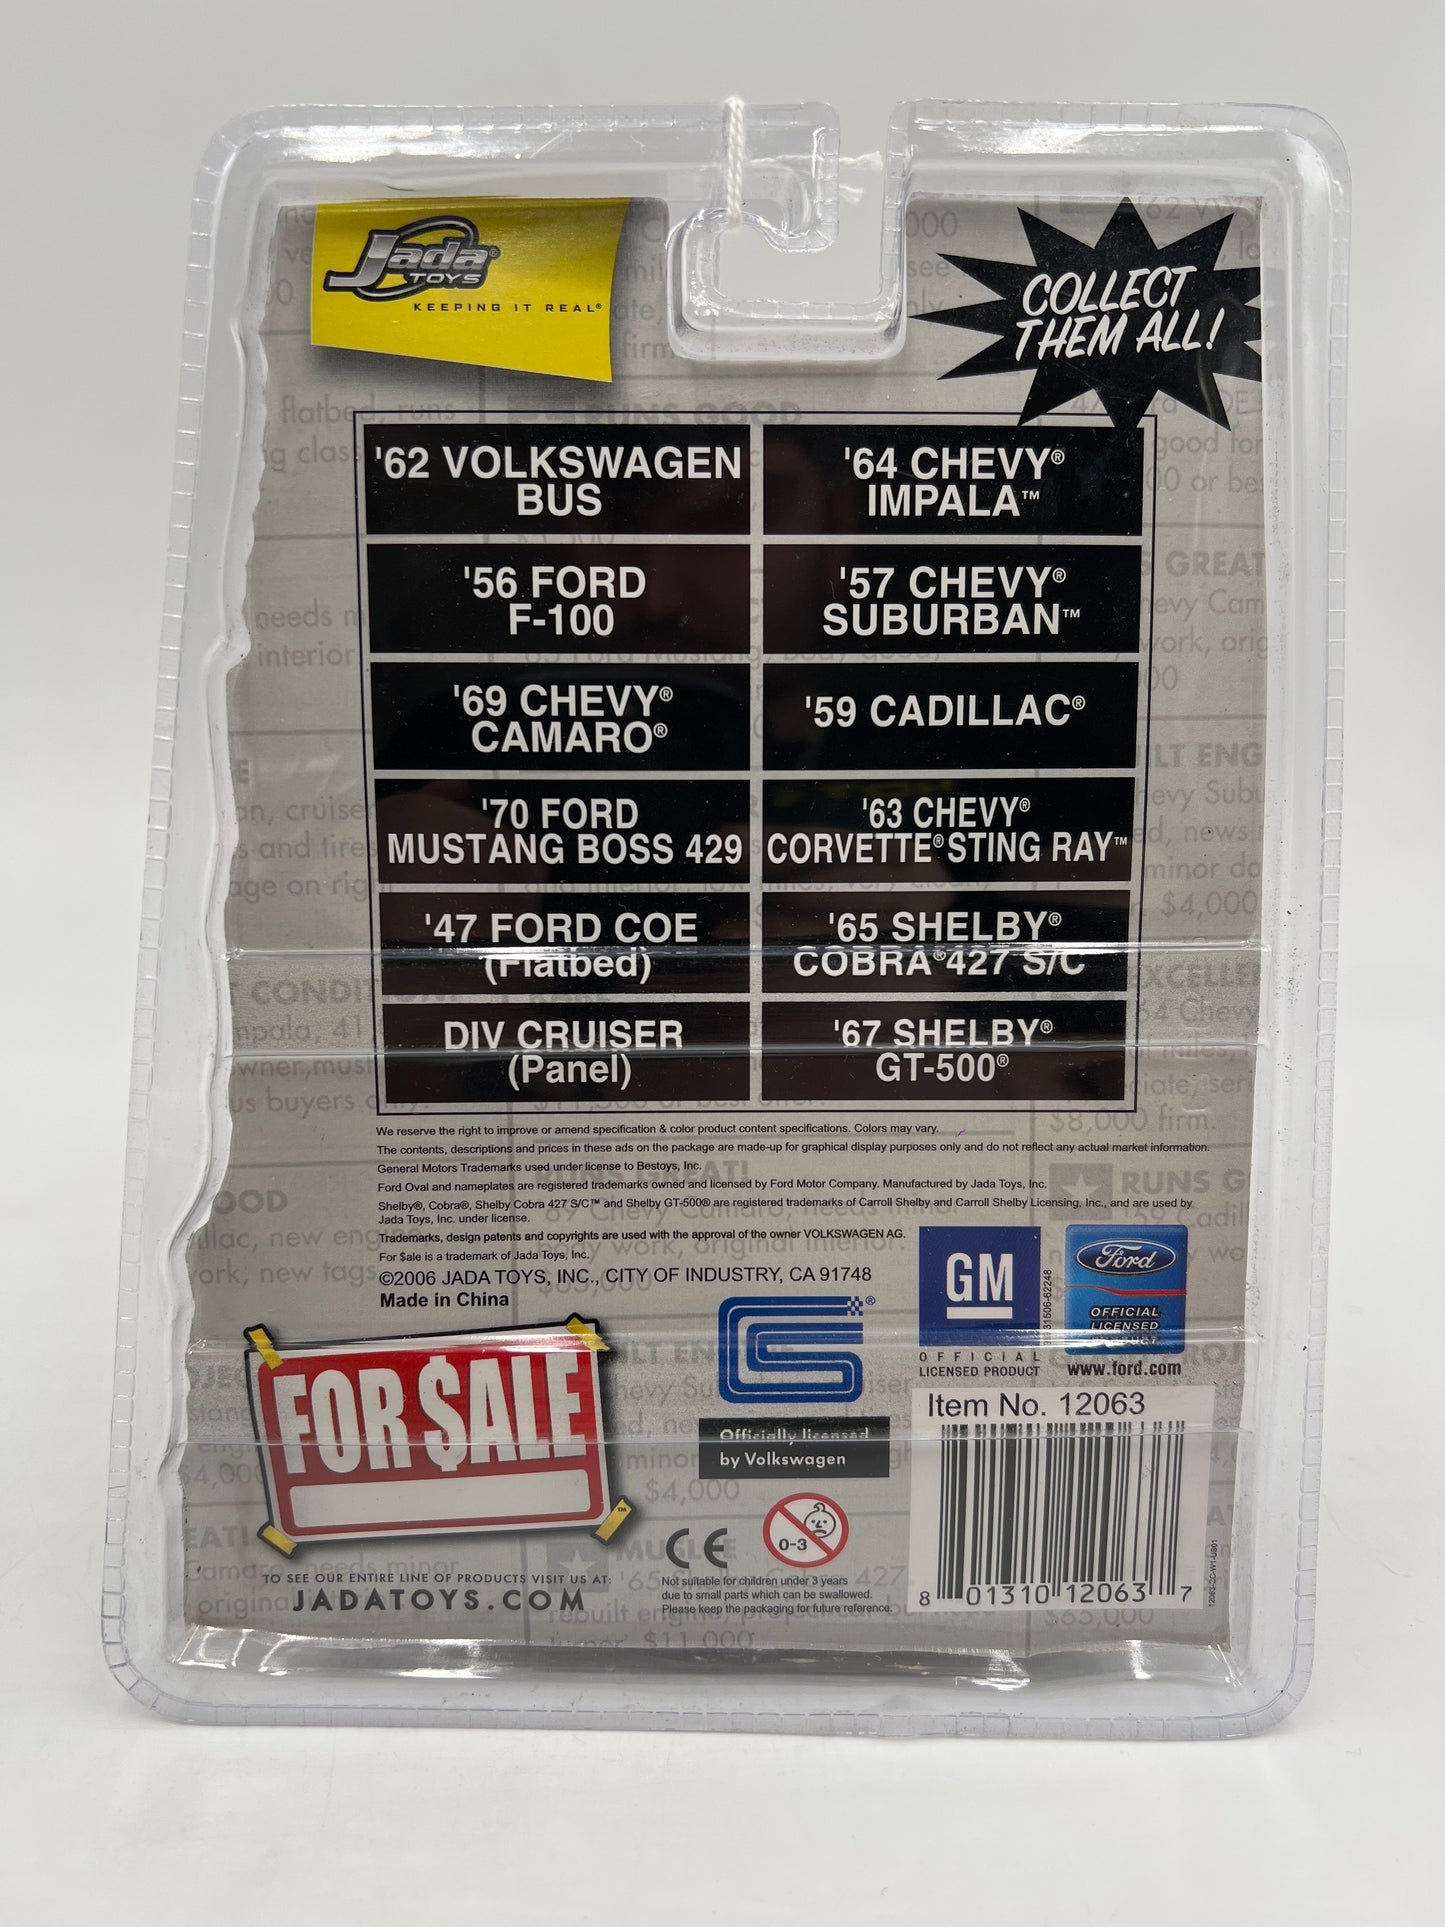 Jada®
TOYS
KEEPING IT REAL®
COLLECT
THEM ALL!
'62 VOLKSWAGEN
BUS
'64 CHEVY®
IMPALA™
'56 FORD
F-100
'57 CHEVY®
SUBURBAN™
'69 CHEVY®
CAMARO®
'59 CADILLAC®
'70 FORD
MUSTANG BOSS 429
'63 CHEVY®
CORVETTE® STING RAY™
'47 FORD COE
(Flatbed)
'65 SHELBY®
COBRA® 427 S/C
DIV CRUISER
(Panel)
'67 SHELBY®
GT-500®
We reserve the right to improve or amend specification & color product content specifications. Colors may vary.
The contents, descriptions and prices in these ads on the package are made-up for graphical display purposes only and do not reflect any actual market information.
General Motors Trademarks used under license to Bestoys, Inc.
Ford Oval and nameplates are registered trademarks owned and licensed by Ford Motor Company. Manufactured by Jada Toys, Inc.
Shelby®, Cobra®, Shelby Cobra 427 S/C™ and Shelby GT-500® are registered trademarks of Carroll Shelby and Carroll Shelby Licensing, Inc., and are used by
Jada Toys, Inc. under license.
Trademarks, design patents and copyrights are used with the approval of the owner VOLKSWAGEN AG.
For $ale is a trademark of Jada Toys, Inc.
©2006 JADA TOYS, INC., CITY OF INDUSTRY, CA 91748
Made in China
GM
OFFICIAL
LICENSED PRODUCT
Ford
OFFICIAL
LICENSED
PRODUCT
www.ford.com
®
Officially licensed
by Volkswagen
FOR $ALE
™
TO SEE OUR ENTIRE LINE OF PRODUCTS VISIT US AT:
JADATOYS.COM
CE
0-3
Not suitable for children under 3 years
due to small parts which can be swallowed.
Please keep the packaging for future reference.
Item No. 12063
8 01310 12063 7